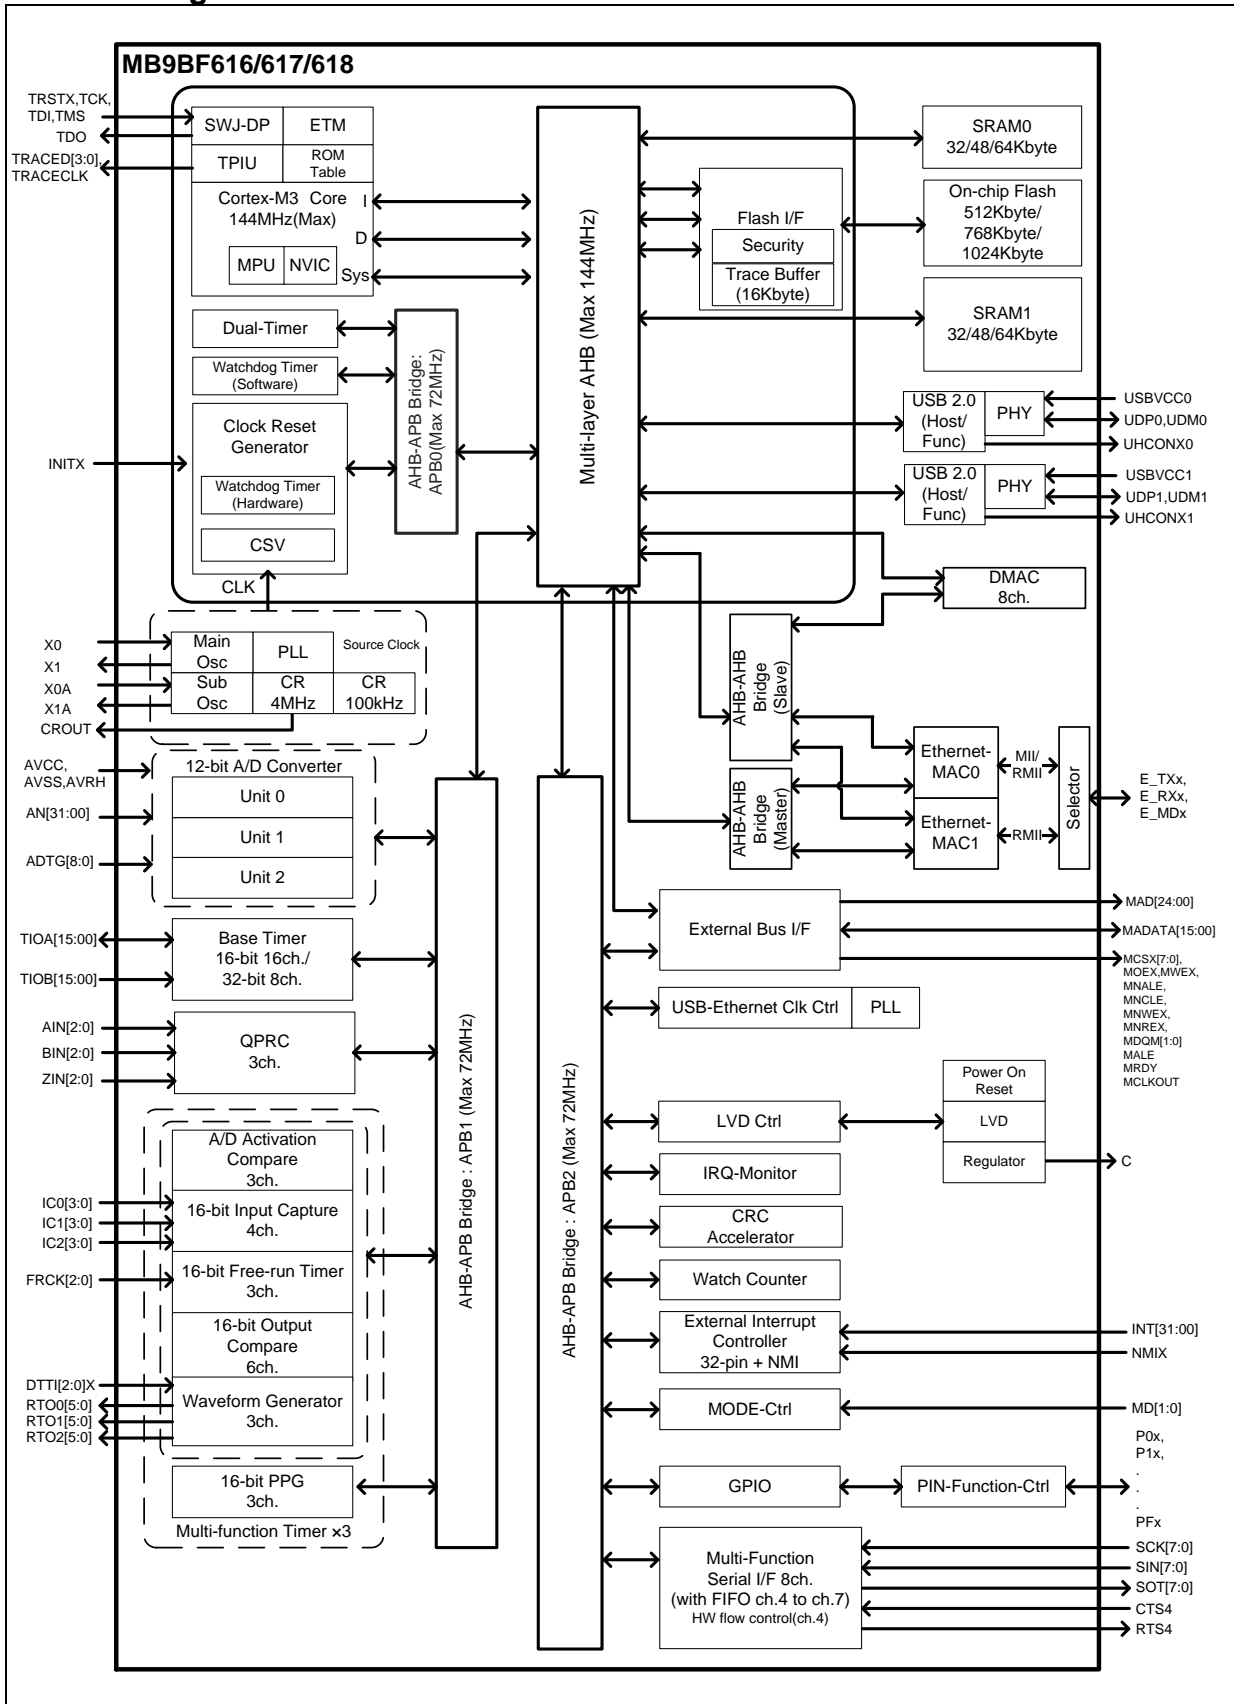 MB9BF616/617/618
TRSTX,TCK,
TDI,TMS
TDO
TRACED[3:0],
TRACECLK
SWJ-DP
ETM
TPIU
ROM
Table
Cortex-M3 Core
144MHz(Max)
I
D
Sys
MPU
NVIC
Dual-Timer
Watchdog Timer
(Software)
Clock Reset
Generator
Watchdog Timer
(Hardware)
CSV
CLK
INITX
AHB-APB Bridge:
APB0(Max 72MHz)
Multi-layer AHB (Max 144MHz)
Flash I/F
Security
Trace Buffer
(16Kbyte)
SRAM0
32/48/64Kbyte
On-chip Flash
512Kbyte/
768Kbyte/
1024Kbyte
SRAM1
32/48/64Kbyte
USB 2.0
(Host/
Func)
PHY
USBVCC0
UDP0,UDM0
UHCONX0
USB 2.0
(Host/
Func)
PHY
USBVCC1
UDP1,UDM1
UHCONX1
DMAC
8ch.
X0
X1
X0A
X1A
CROUT
Main
Osc
PLL
Source Clock
Sub
Osc
CR
4MHz
CR
100kHz
AHB-AHB
Bridge
(Slave)
AHB-AHB
Bridge
(Master)
Ethernet-
MAC0
Ethernet-
MAC1
MII/
RMII
RMII
Selector
E_TXx,
E_RXx,
E_MDx
AVCC,
AVSS,AVRH
AN[31:00]
ADTG[8:0]
12-bit A/D Converter
Unit 0
Unit 1
Unit 2
TIOA[15:00]
TIOB[15:00]
Base Timer
16-bit 16ch./
32-bit 8ch.
AIN[2:0]
BIN[2:0]
ZIN[2:0]
QPRC
3ch.
A/D Activation
Compare
3ch.
IC0[3:0]
IC1[3:0]
IC2[3:0]
16-bit Input Capture
4ch.
FRCK[2:0]
16-bit Free-run Timer
3ch.
16-bit Output
Compare
6ch.
DTTI[2:0]X
RTO0[5:0]
RTO1[5:0]
RTO2[5:0]
Waveform Generator
3ch.
16-bit PPG
3ch.
Multi-function Timer ×3
AHB-APB Bridge : APB1 (Max 72MHz)
AHB-APB Bridge : APB2 (Max 72MHz)
External Bus I/F
MAD[24:00]
MADATA[15:00]
MCSX[7:0],
MOEX,MWEX,
MNALE,
MNCLE,
MNWEX,
MNREX,
MDQM[1:0]
MALE
MRDY
MCLKOUT
USB-Ethernet Clk Ctrl
PLL
LVD Ctrl
Power On
Reset
LVD
Regulator
C
IRQ-Monitor
CRC
Accelerator
Watch Counter
External Interrupt
Controller
32-pin + NMI
INT[31:00]
NMIX
MODE-Ctrl
MD[1:0]
GPIO
PIN-Function-Ctrl
P0x,
P1x,
.
.
.
PFx
Multi-Function
Serial I/F 8ch.
(with FIFO ch.4 to ch.7)
HW flow control(ch.4)
SCK[7:0]
SIN[7:0]
SOT[7:0]
CTS4
RTS4